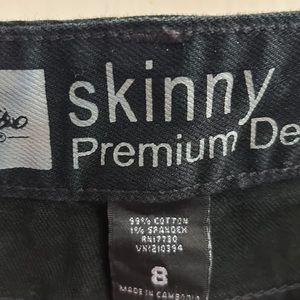 skinny
Premium De
99% COTTON
1% SPANDEX
RN17730
VN1210394
8
MADE IN CAMBODIA